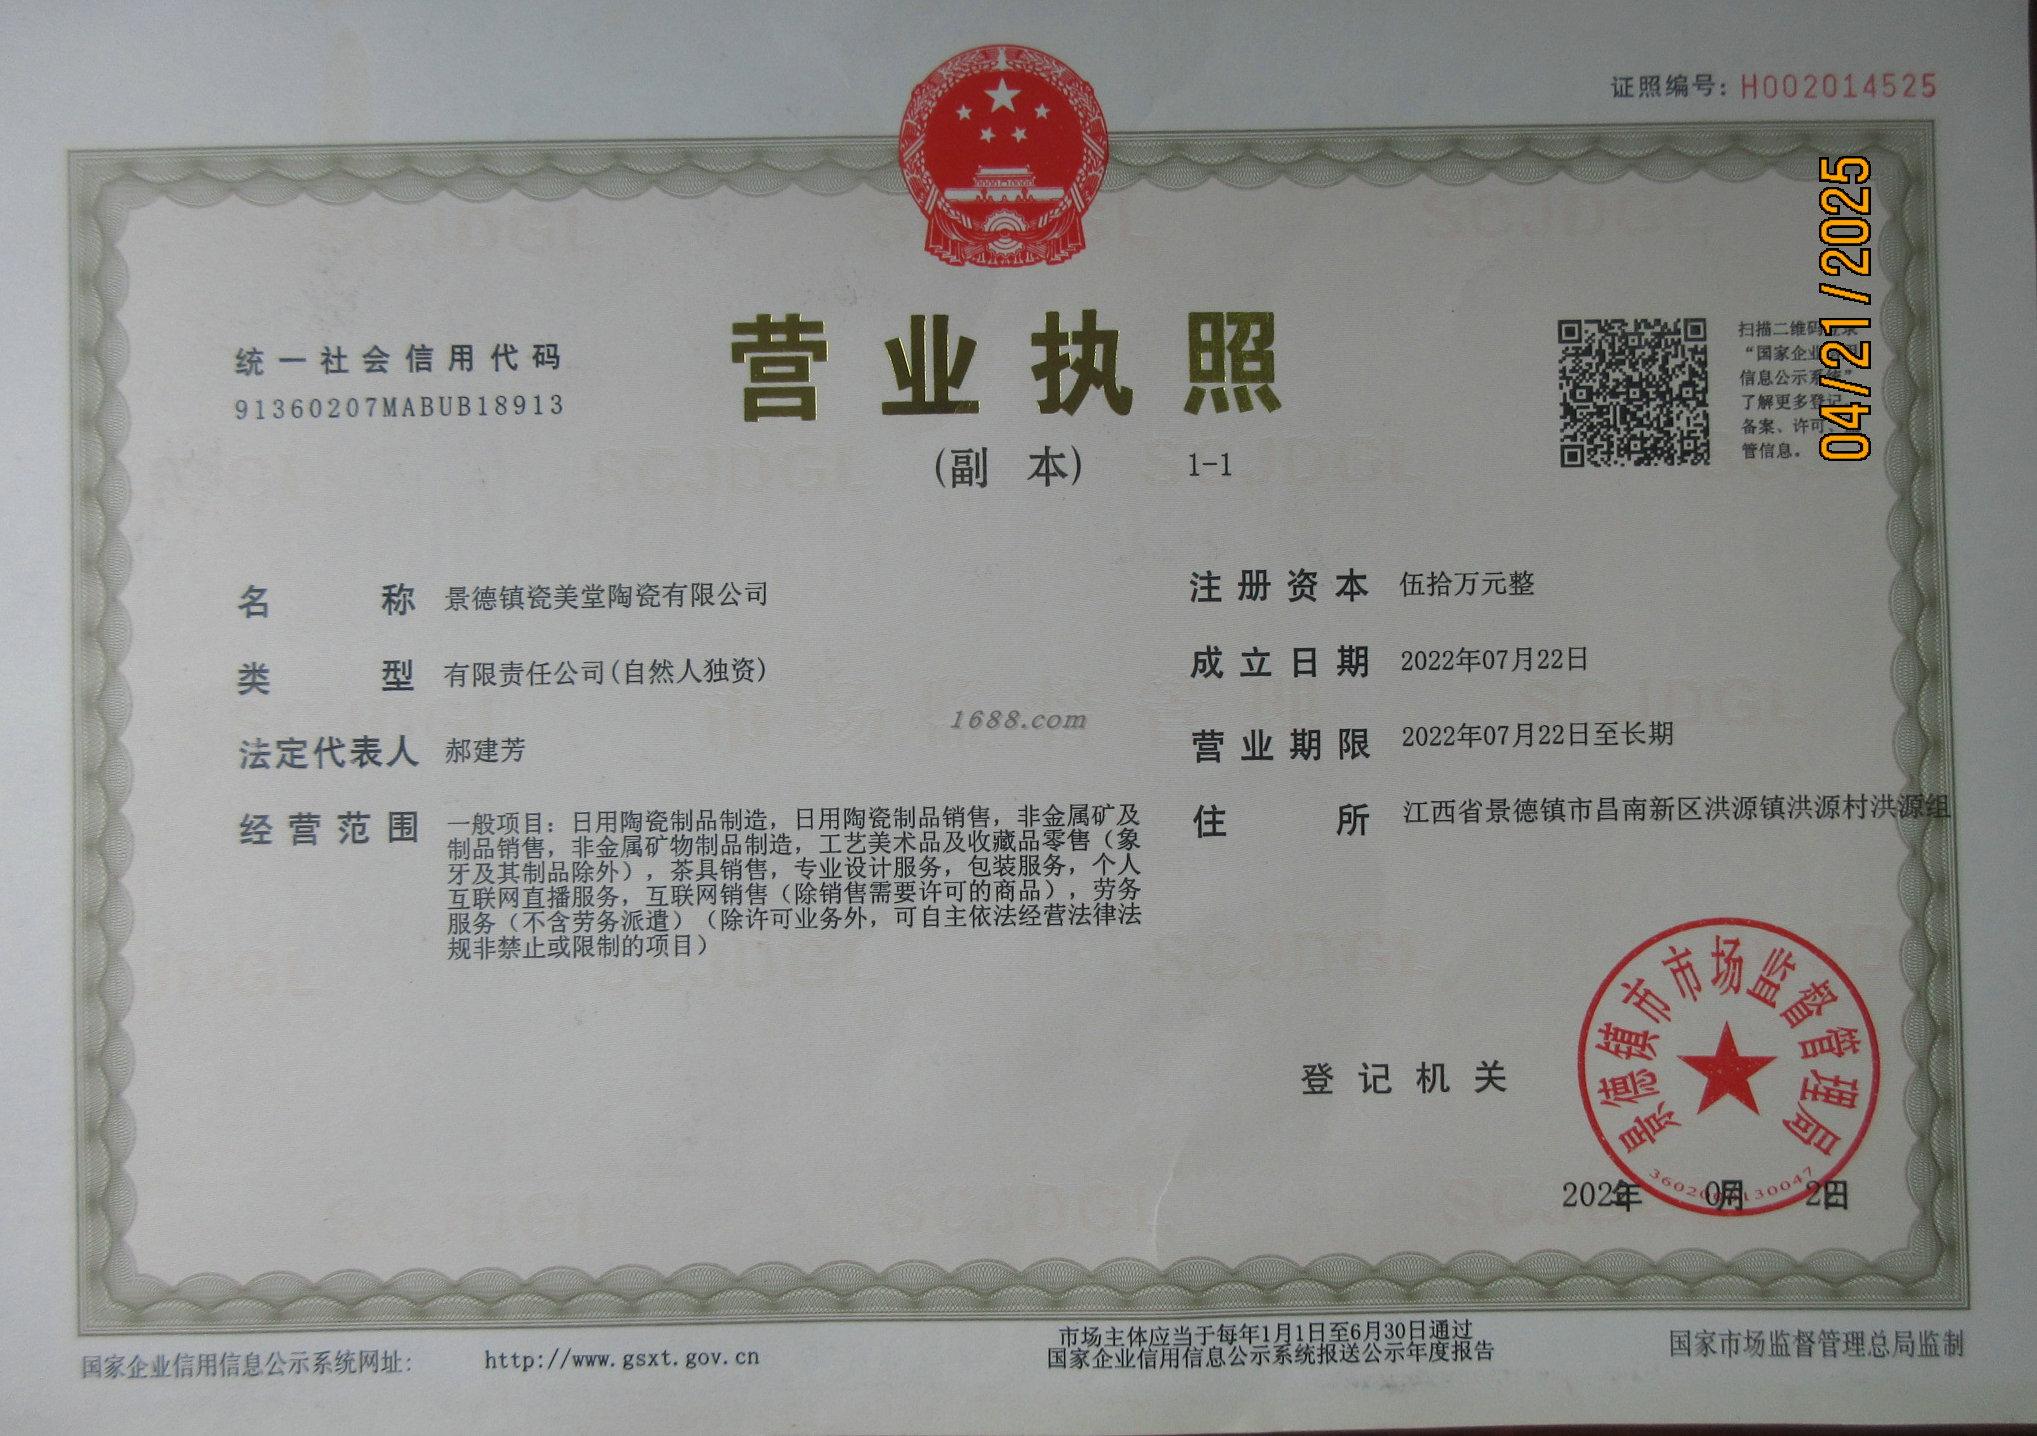 证照编号：H002014525
04/21/2025
统一社会信用代码
91360207MABUB18913
营业执照
(副 本) 1-1
扫描二维码登录
“国家企业信用
信息公示系统”
了解更多登记、
备案、许可、监
管信息。
名 称 景德镇瓷美堂陶瓷有限公司
类 型 有限责任公司(自然人独资)
法定代表人 郝建芳
经营范围 一般项目：日用陶瓷制品制造，日用陶瓷制品销售，非金属矿及
制品销售，非金属矿物制品制造，工艺美术品及收藏品零售（象
牙及其制品除外），茶具销售，专业设计服务，包装服务，个人
互联网直播服务，互联网销售（除销售需要许可的商品），劳务
服务（不含劳务派遣）（除许可业务外，可自主依法经营法律法
规非禁止或限制的项目）
注册资本 伍拾万元整
成立日期 2022年07月22日
营业期限 2022年07月22日至长期
住 所 江西省景德镇市昌南新区洪源镇洪源村洪源组
1688.com
登记机关
景德镇市市场监督管理局
2022年 07月 22日
国家企业信用信息公示系统网址： http://www.gsxt.gov.cn
市场主体应当于每年1月1日至6月30日通过
国家企业信用信息公示系统报送公示年度报告
国家市场监督管理总局监制